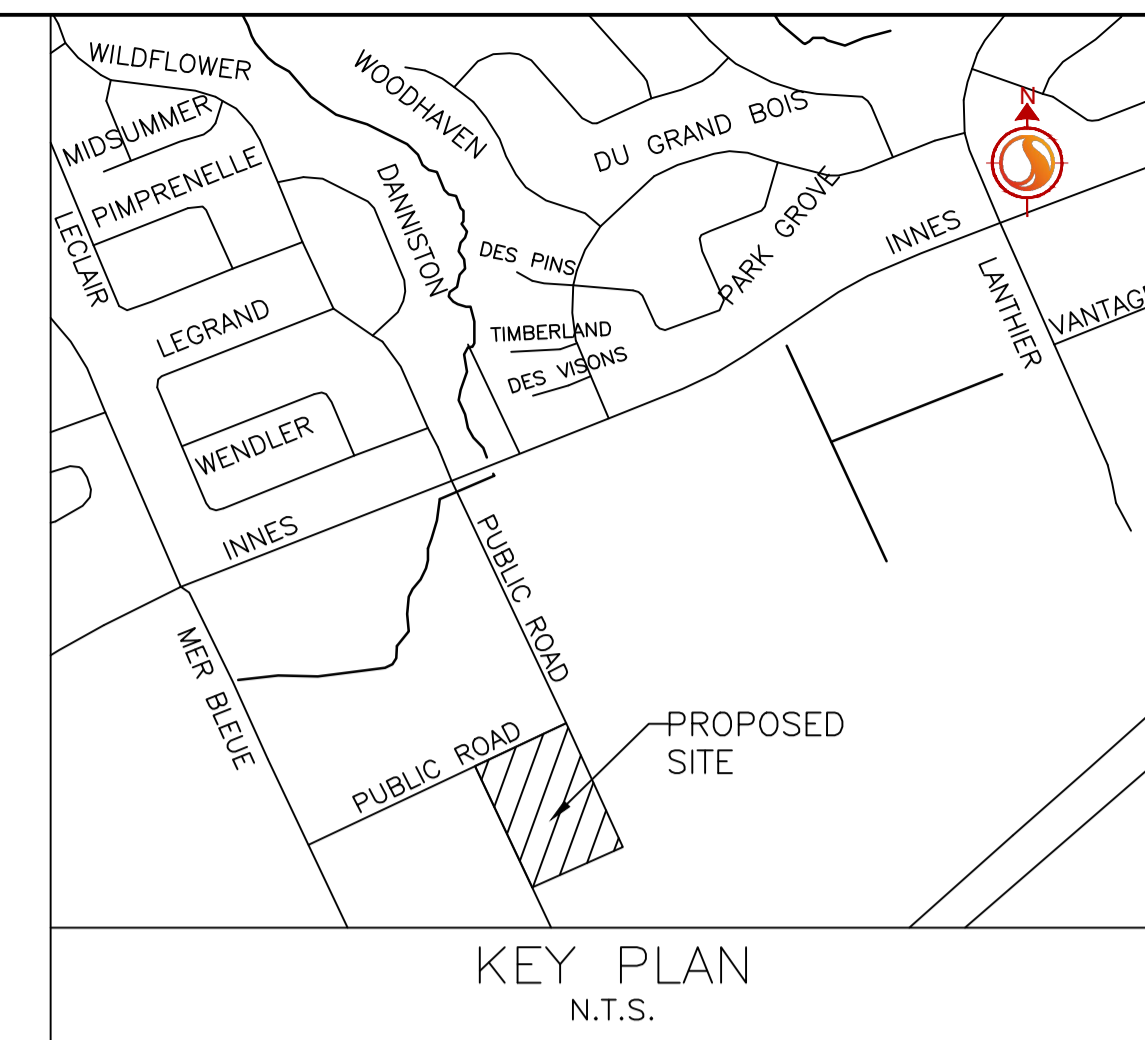 WILDFLOWER
WOODHAVEN
N
MIDSUMMER
DU GRAND BOIS
PIMPRENELLE
DANNISTON
PARK GROVE
LECLAIR
DES PINS
INNES
LANTHIER
VANTAG
LEGRAND
TIMBERLAND
DES VISONS
WENDLER
INNES
PUBLIC ROAD
MER BLEUE
PUBLIC ROAD
PROPOSED
SITE
KEY PLAN
N.T.S.